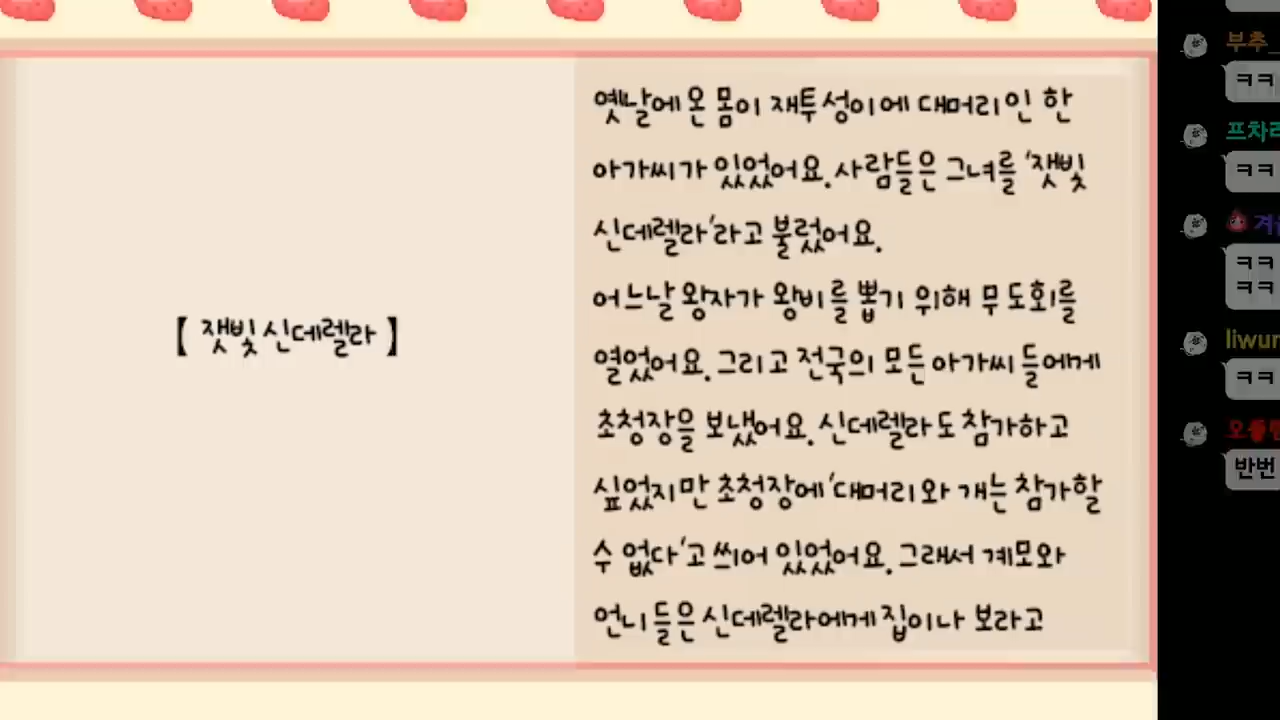 【 잿빛 신데렐라 】
옛날에 온 몸이 재투성이에 대머리인 한
아가씨가 있었어요. 사람들은 그녀를 '잿빛
신데렐라'라고 불렀어요.
어느날 왕자가 왕비를 뽑기 위해 무도회를
열었어요. 그리고 전국의 모든 아가씨들에게
초청장을 보냈어요. 신데렐라도 참가하고
싶었지만 초청장에 '대머리와 개는 참가할
수 없다'고 씌어 있었어요. 그래서 계모와
언니들은 신데렐라에게 집이나 보라고
부추_
ㅋㅋ
프차
ㅋㅋ
ㅋㅋ
ㅋㅋ
liwu
ㅋㅋ
반번